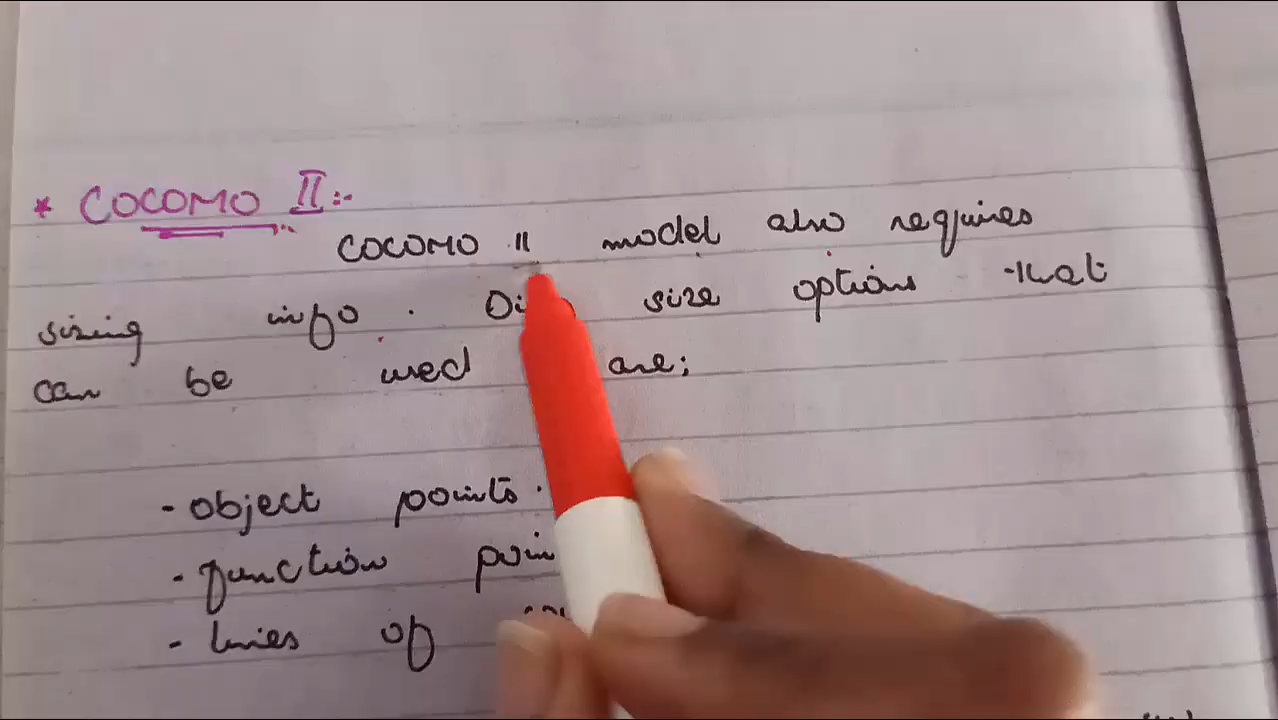 * COCOMO II :-
COCOMO II model also requires
sizing info. size options that
can be used are;
- object points.
- function
- lines of